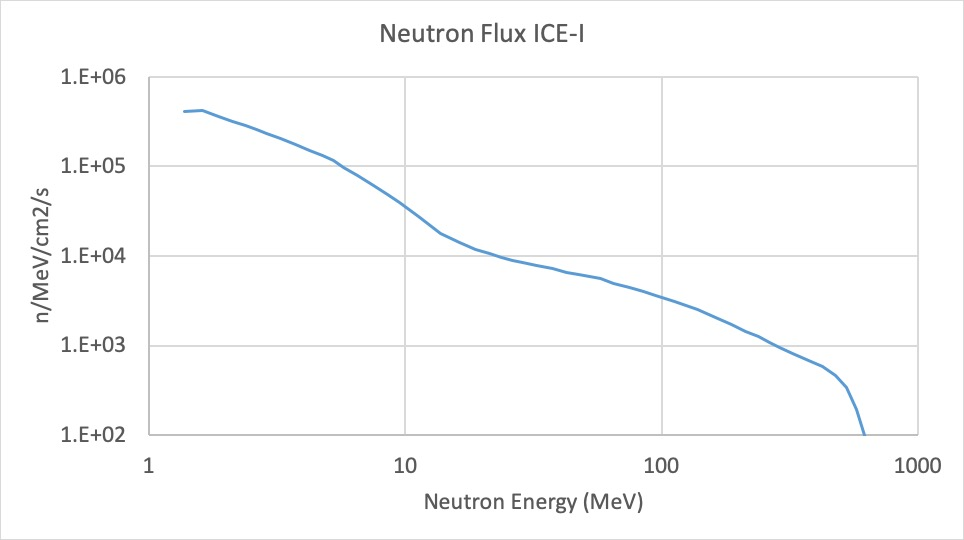 Neutron Flux ICE-I
1.E+06
1.E+05
1.E+04
1.E+03
1.E+02
n/MeV/cm2/s
1 10 100 1000
Neutron Energy (MeV)